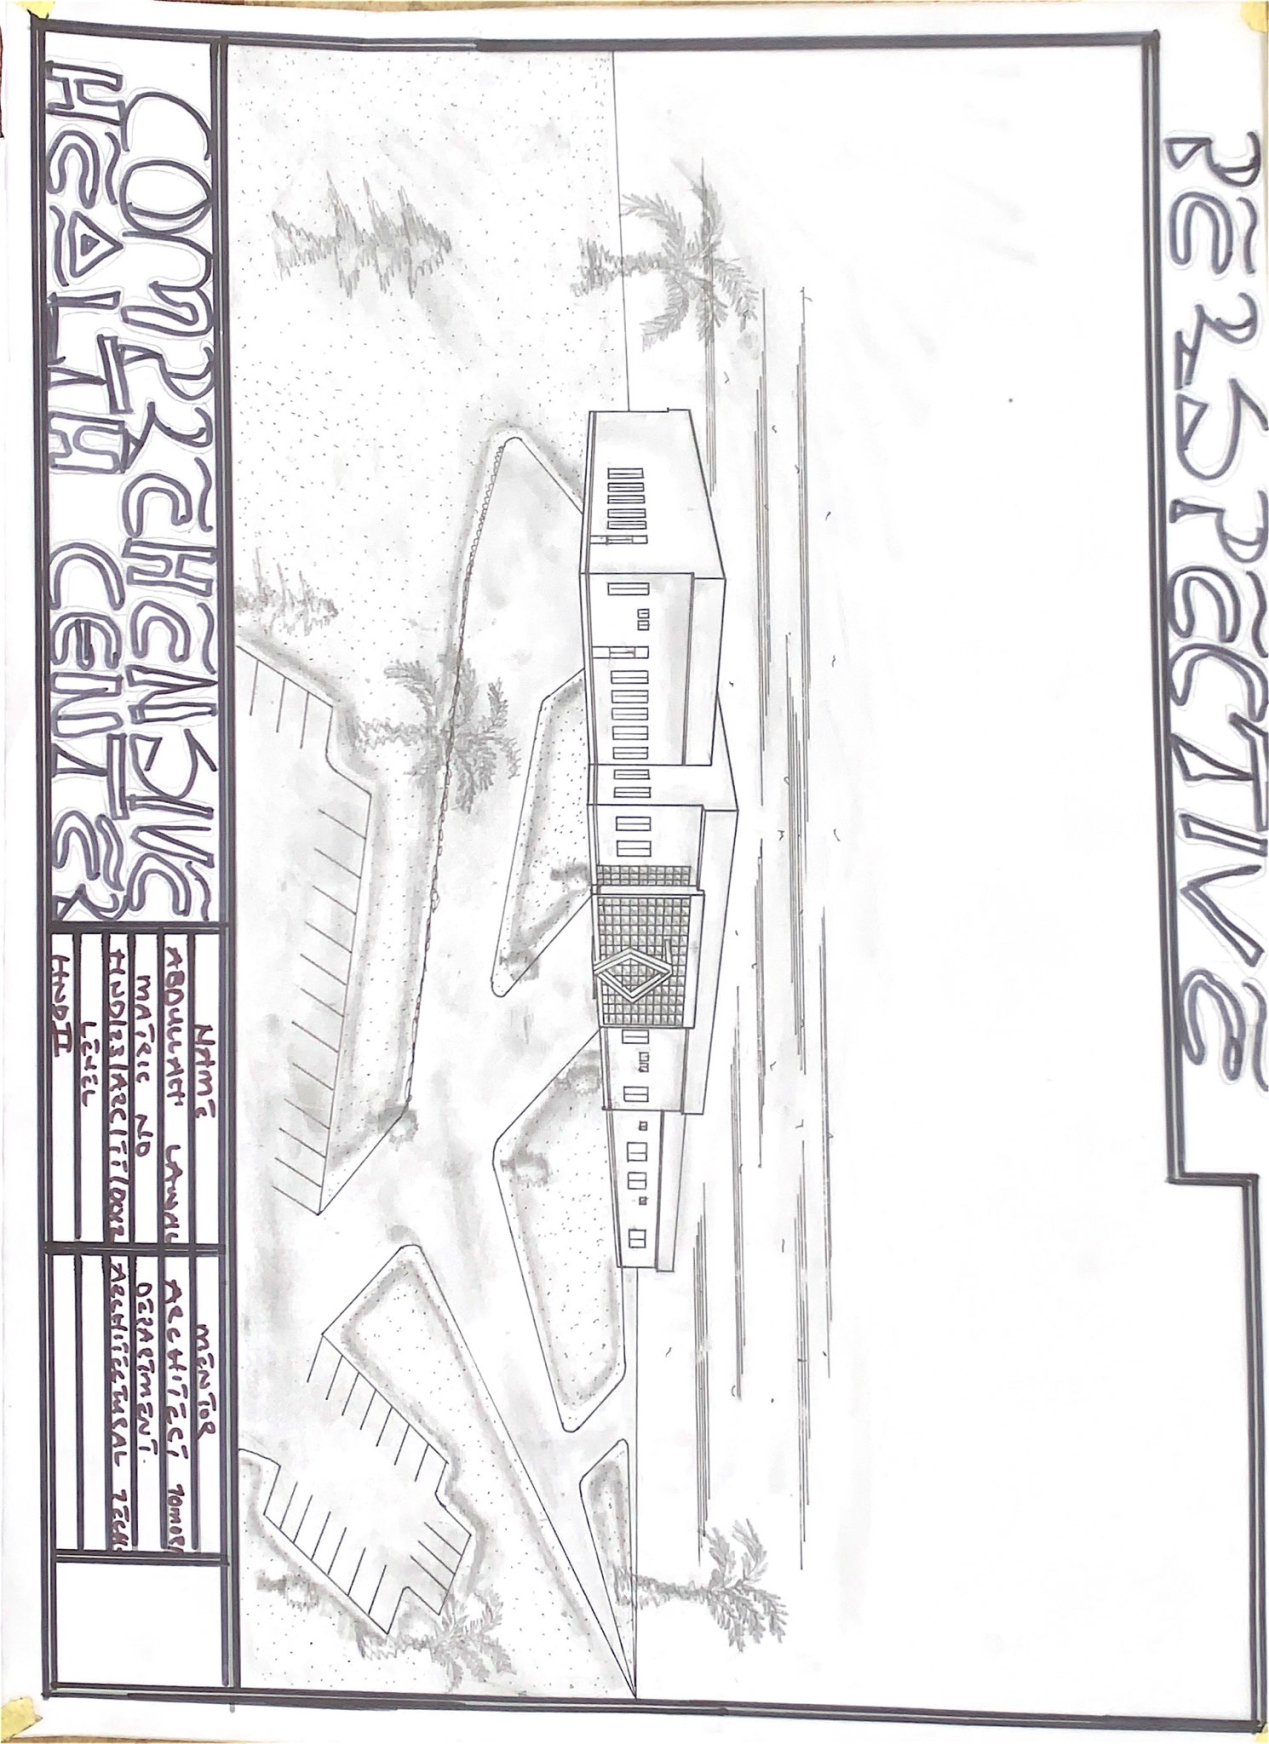 PERSPECTIVE
COMPREHENSIVE
HEALTH CENTER
NAME
ABDULLAHI LAWAL
MATRIC NO
LEVEL
HND II
MENTOR
ARCHITECT
DEPARTMENT.
ARCHITECTURAL TECH